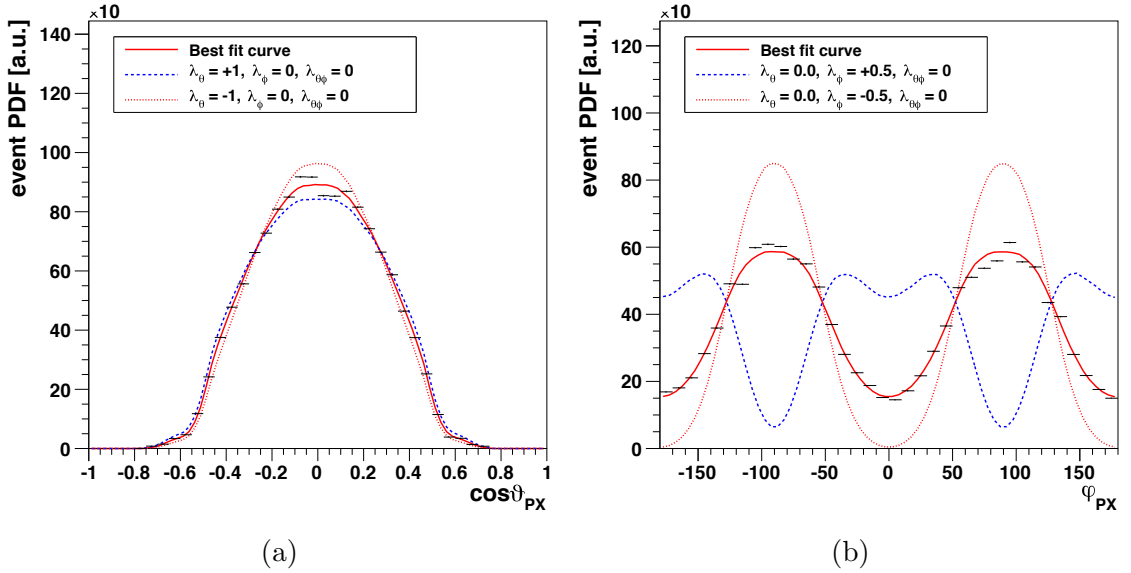 ×10
event PDF [a.u.]
140
120
100
80
60
40
20
0
Best fit curve
λθ = +1, λϕ = 0, λθϕ = 0
λθ = -1, λϕ = 0, λθϕ = 0
-1 -0.8 -0.6 -0.4 -0.2 0 0.2 0.4 0.6 0.8 1
cosϑPX
(a)
×10
event PDF [a.u.]
120
100
80
60
40
20
0
Best fit curve
λθ = 0.0, λϕ = +0.5, λθϕ = 0
λθ = 0.0, λϕ = -0.5, λθϕ = 0
-150 -100 -50 0 50 100 150
φPX
(b)